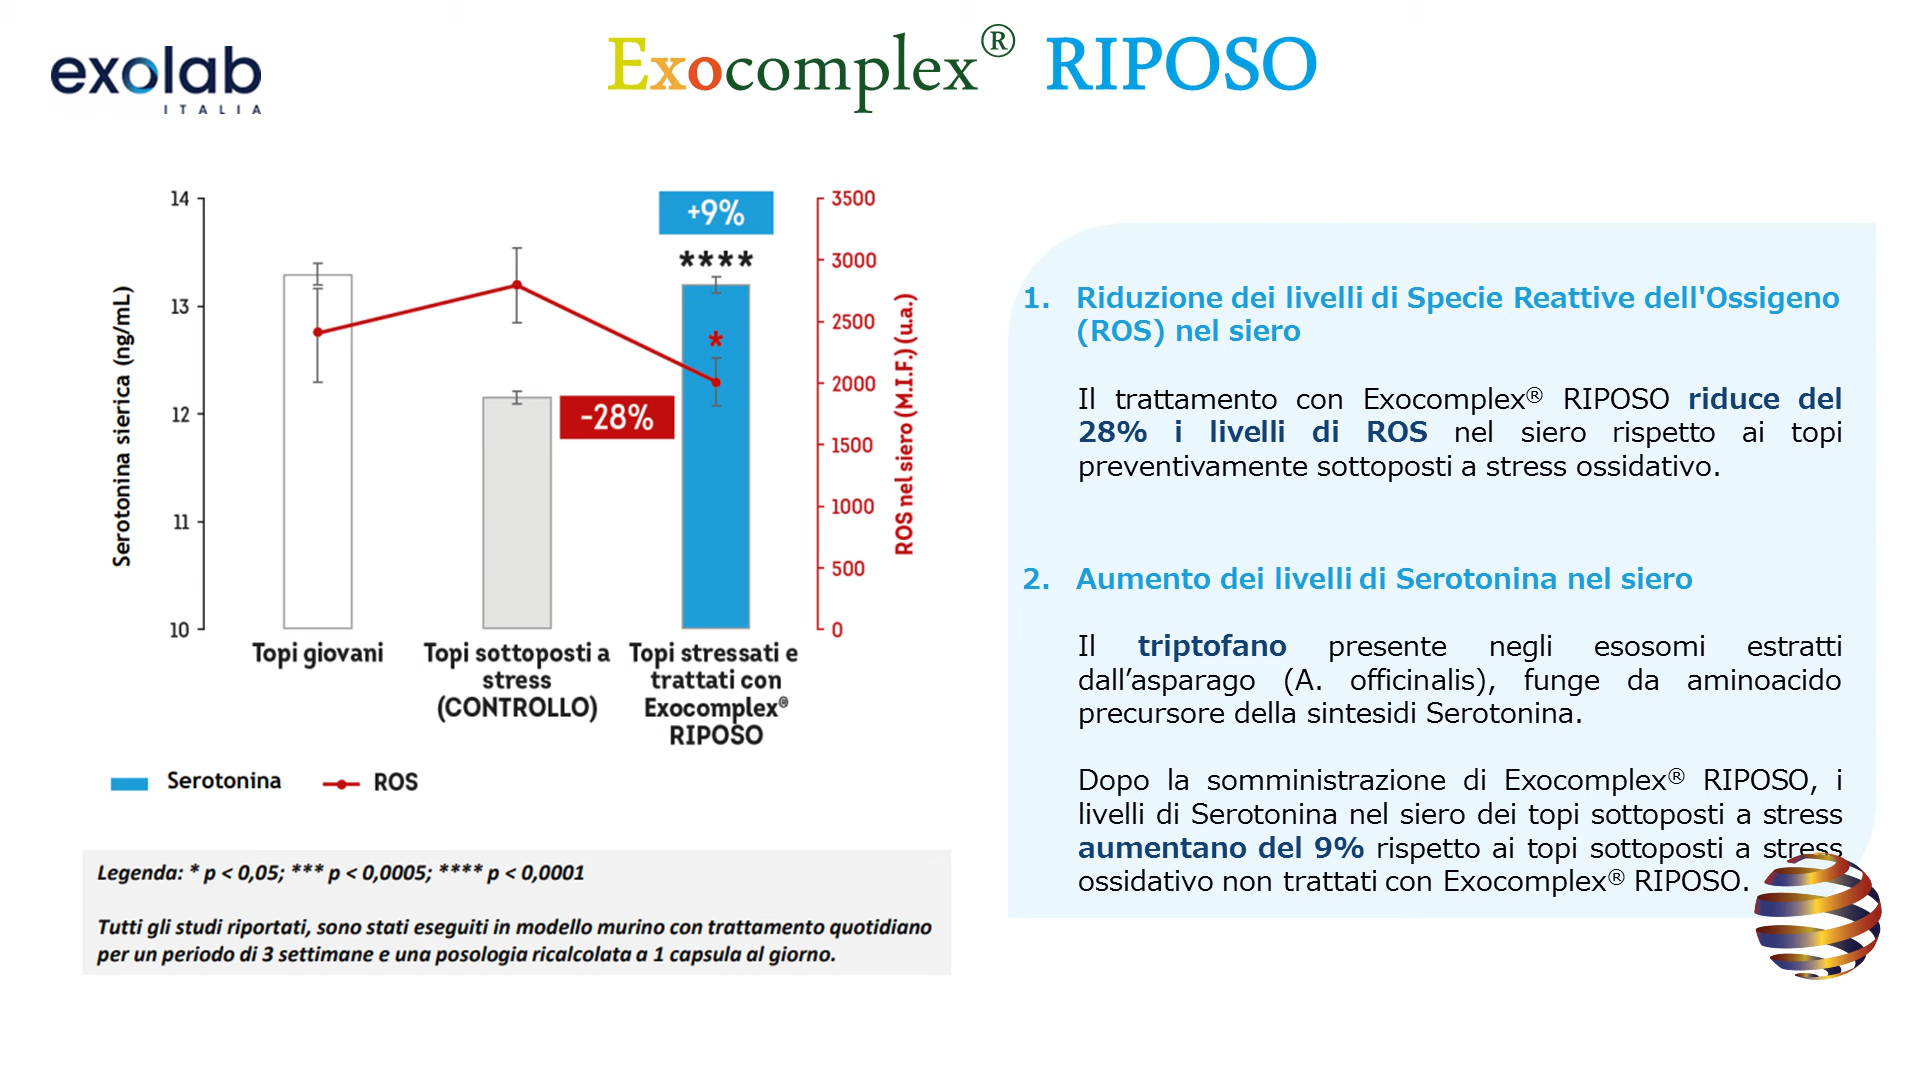 exolab
ITALIA
Exocomplex® RIPOSO
14
13
12
11
10
Serotonina sierica (ng/mL)
+9%
****
*
-28%
3500
3000
2500
2000
1500
1000
500
0
ROS nel siero (M.I.F.) (u.a.)
Topi giovani
Topi sottoposti a
stress
(CONTROLLO)
Topi stressati e
trattati con
Exocomplex®
RIPOSO
Serotonina
ROS
Legenda: * p < 0,05; *** p < 0,0005; **** p < 0,0001
Tutti gli studi riportati, sono stati eseguiti in modello murino con trattamento quotidiano
per un periodo di 3 settimane e una posologia ricalcolata a 1 capsula al giorno.
1. Riduzione dei livelli di Specie Reattive dell'Ossigeno
(ROS) nel siero
Il trattamento con Exocomplex® RIPOSO riduce del
28% i livelli di ROS nel siero rispetto ai topi
preventivamente sottoposti a stress ossidativo.
2. Aumento dei livelli di Serotonina nel siero
Il triptofano presente negli esosomi estratti
dall’asparago (A. officinalis), funge da aminoacido
precursore della sintesidi Serotonina.
Dopo la somministrazione di Exocomplex® RIPOSO, i
livelli di Serotonina nel siero dei topi sottoposti a stress
aumentano del 9% rispetto ai topi sottoposti a stress
ossidativo non trattati con Exocomplex® RIPOSO.